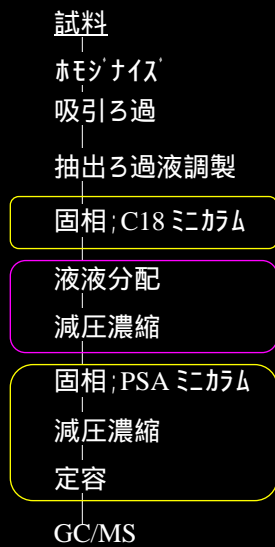 試料
ﾎﾓｼﾞﾅｲｽﾞ
吸引ろ過
抽出ろ過液調製
固相;C18 ﾐﾆｶﾗﾑ
液液分配
減圧濃縮
固相;PSA ﾐﾆｶﾗﾑ
減圧濃縮
定容
GC/MS